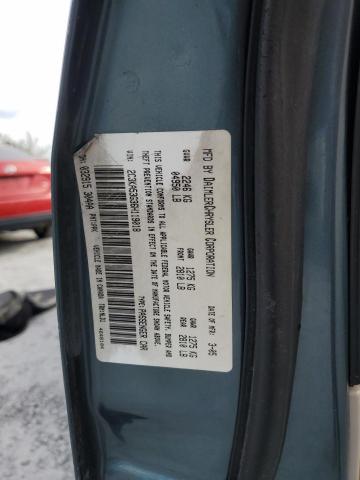 MFD BY DAIMLERCHRYSLER CORPORATION
DATE OF MFR 3-05
GVWR 2246 KG 04950 LB
GAWR FRONT 1275 KG 2810 LB
GAWR REAR 1275 KG 2810 LB
THIS VEHICLE CONFORMS TO ALL APPLICABLE FEDERAL MOTOR VEHICLE SAFETY, BUMPER AND
THEFT PREVENTION STANDARDS IN EFFECT ON THE DATE OF MANUFACTURE SHOWN ABOVE.
VIN: 2C3KA53G35H119018
TYPE: PASSENGER CAR
VEHICLE MADE IN CANADA